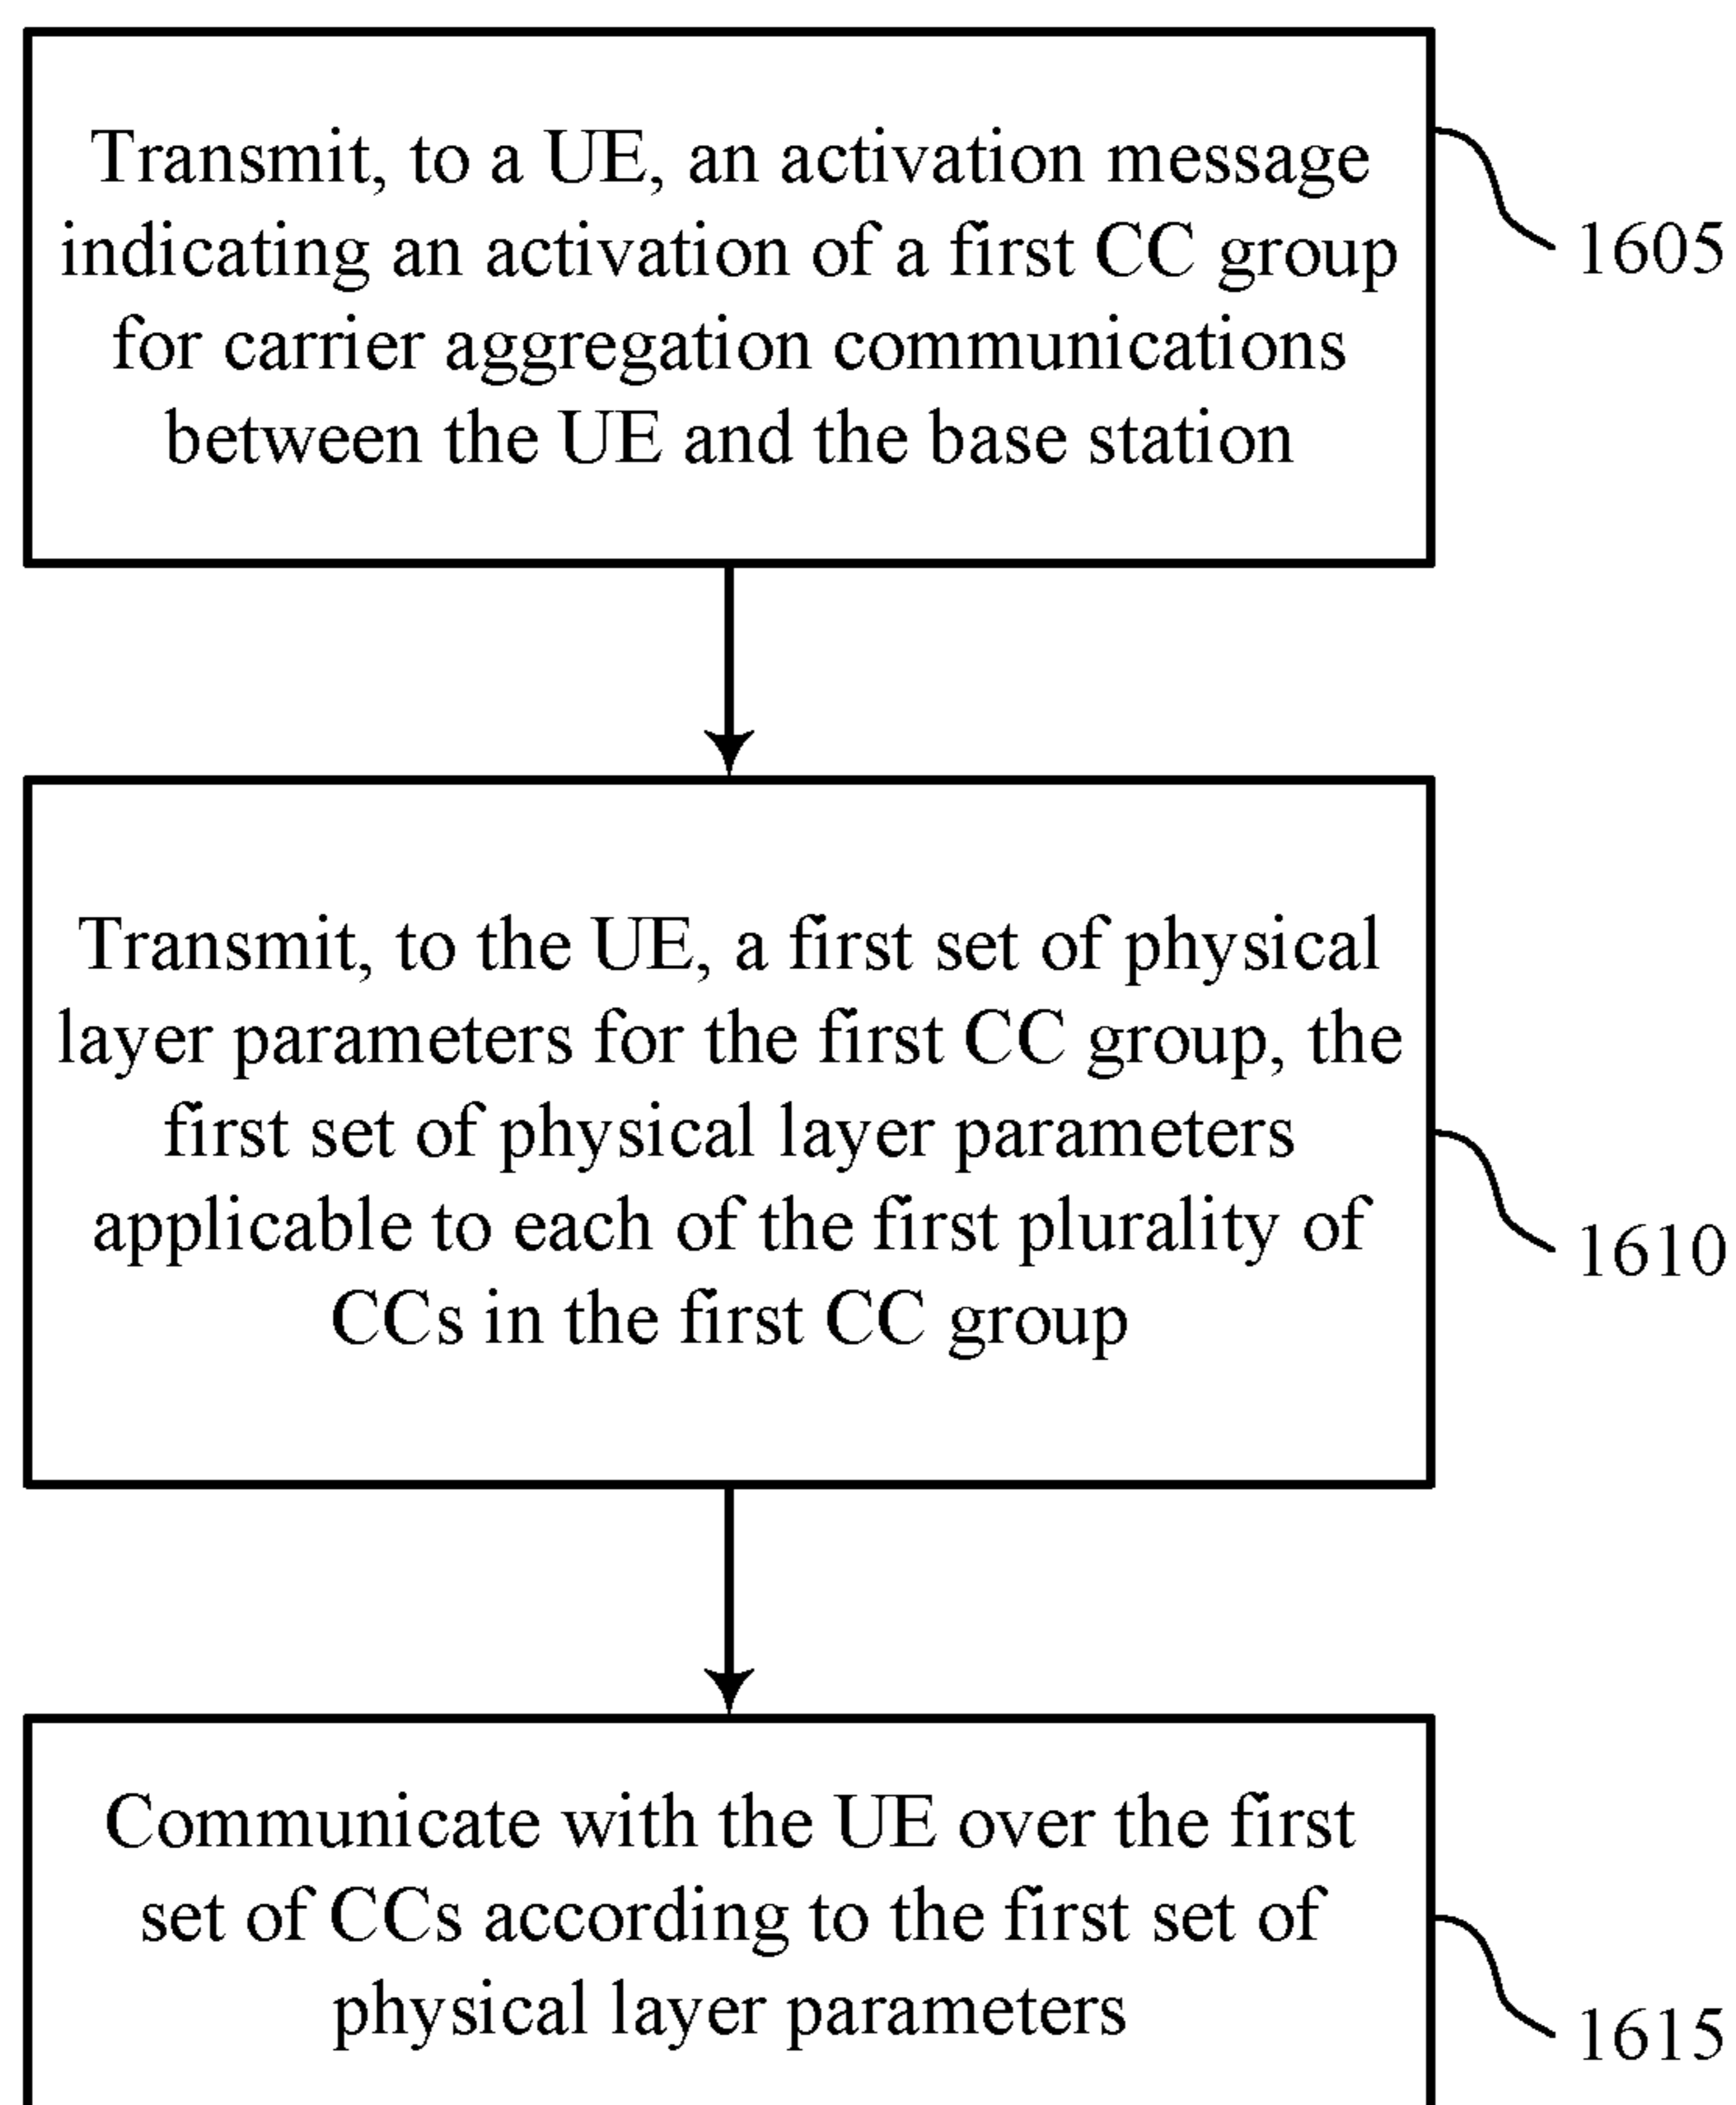 Transmit, to a UE, an activation message
indicating an activation of a first CC group
for carrier aggregation communications
between the UE and the base station
1605
Transmit, to the UE, a first set of physical
layer parameters for the first CC group, the
first set of physical layer parameters
applicable to each of the first plurality of
CCs in the first CC group
1610
Communicate with the UE over the first
set of CCs according to the first set of
physical layer parameters
1615